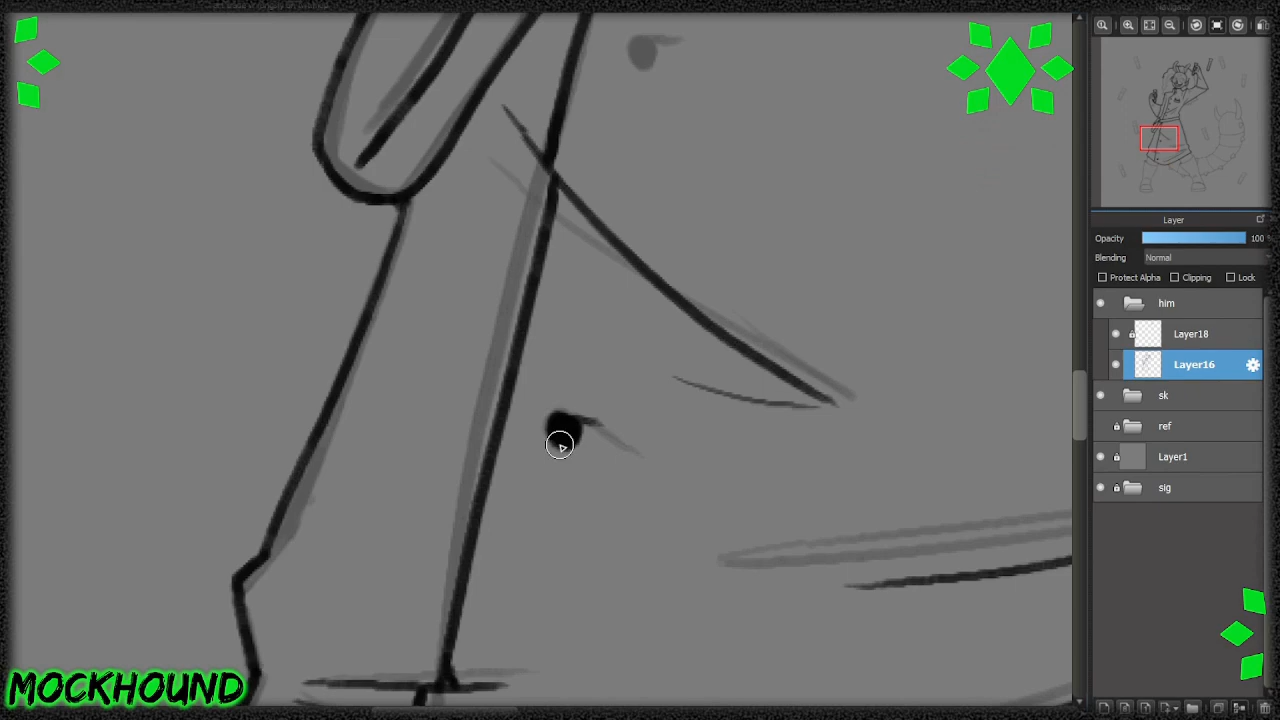 Layer
Opacity 100
Blending Normal
Protect Alpha Clipping Lock
him
Layer18
Layer16
sk
ref
Layer1
sig
MOCKHOUND